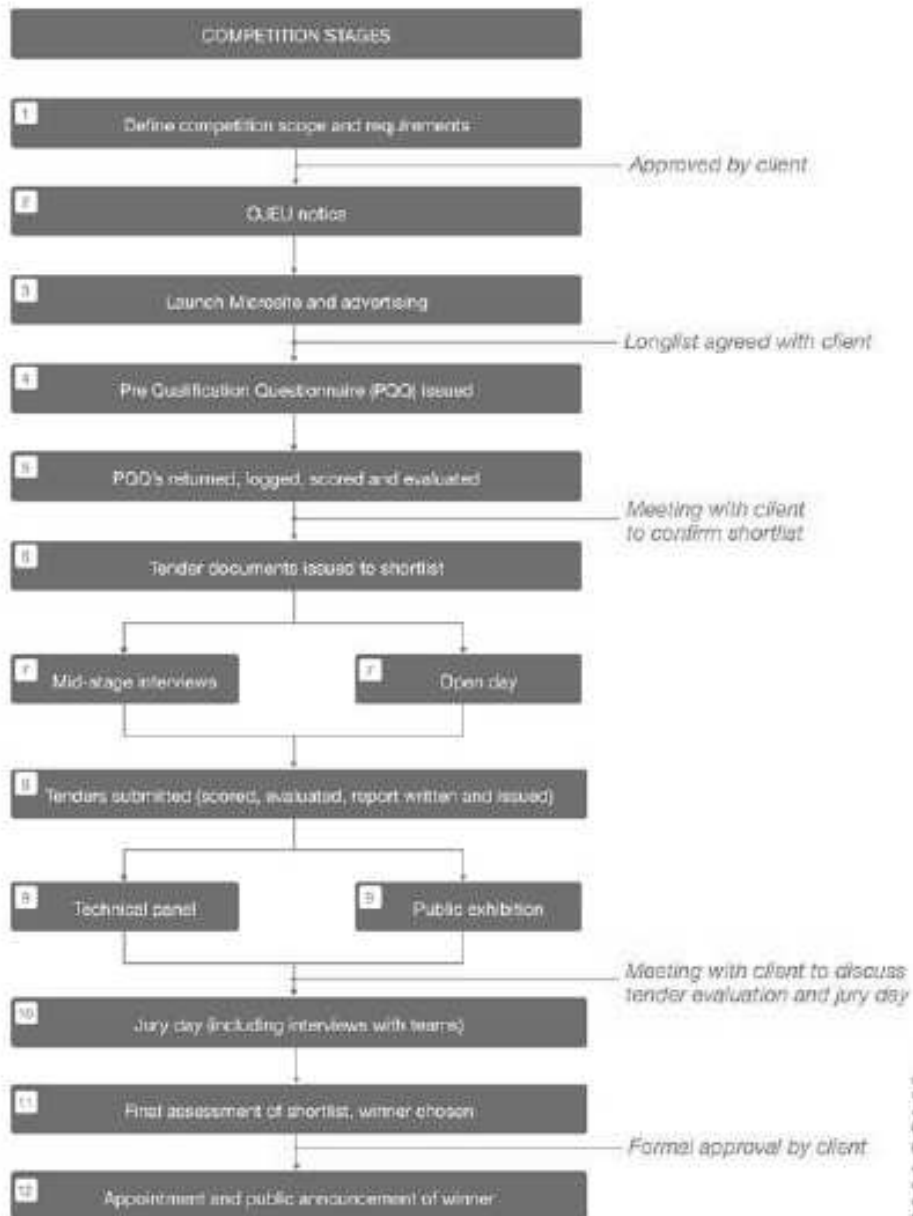 COMPETITION STAGES
1
Define competition scope and requirements
Approved by client
2
OJEU notice
3
Launch Microsite and advertising
Longlist agreed with client
4
Pre Qualification Questionnaire (PQQ) issued
5
PQQ's returned, logged, scored and evaluated
Meeting with client
to confirm shortlist
6
Tender documents issued to shortlist
7
Mid-stage interviews
7
Open day
8
Tenders submitted (scored, evaluated, report written and issued)
9
Technical panel
9
Public exhibition
Meeting with client to discuss
tender evaluation and jury day
10
Jury day (including interviews with teams)
11
Final assessment of shortlist, winner chosen
Formal approval by client
12
Appointment and public announcement of winner